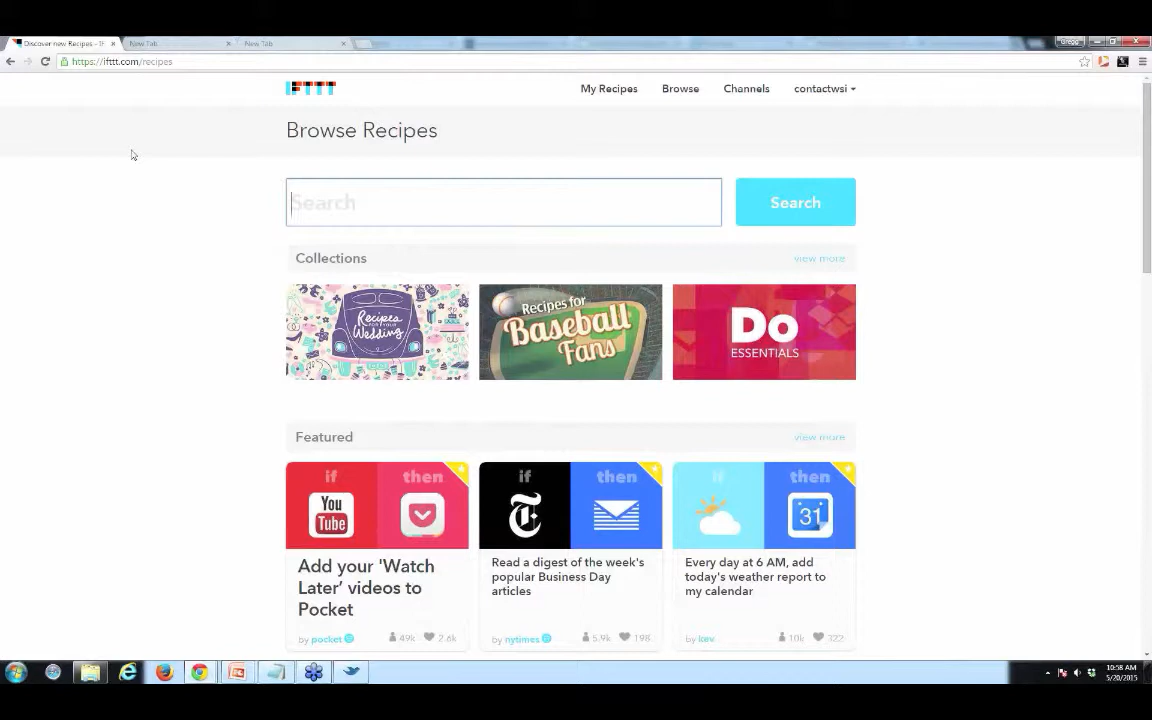 Discover new Recipes - IF
New Tab
New Tab
Gregg
https://ifttt.com/recipes
IFTTT
My Recipes
Browse
Channels
contactwsi
Browse Recipes
Search
Search
Collections
view more
Recipes
FOR YOUR
Wedding
Recipes for
Baseball
Fans
Do
ESSENTIALS
Featured
view more
if
then
if
then
if
then
You
Tube
T
31
Add your 'Watch
Later' videos to
Pocket
Read a digest of the week's
popular Business Day
articles
Every day at 6 AM, add
today's weather report to
my calendar
by pocket
49k
2.6k
by nytimes
5.9k
198
by
10k
322
10:58 AM
5/20/2015